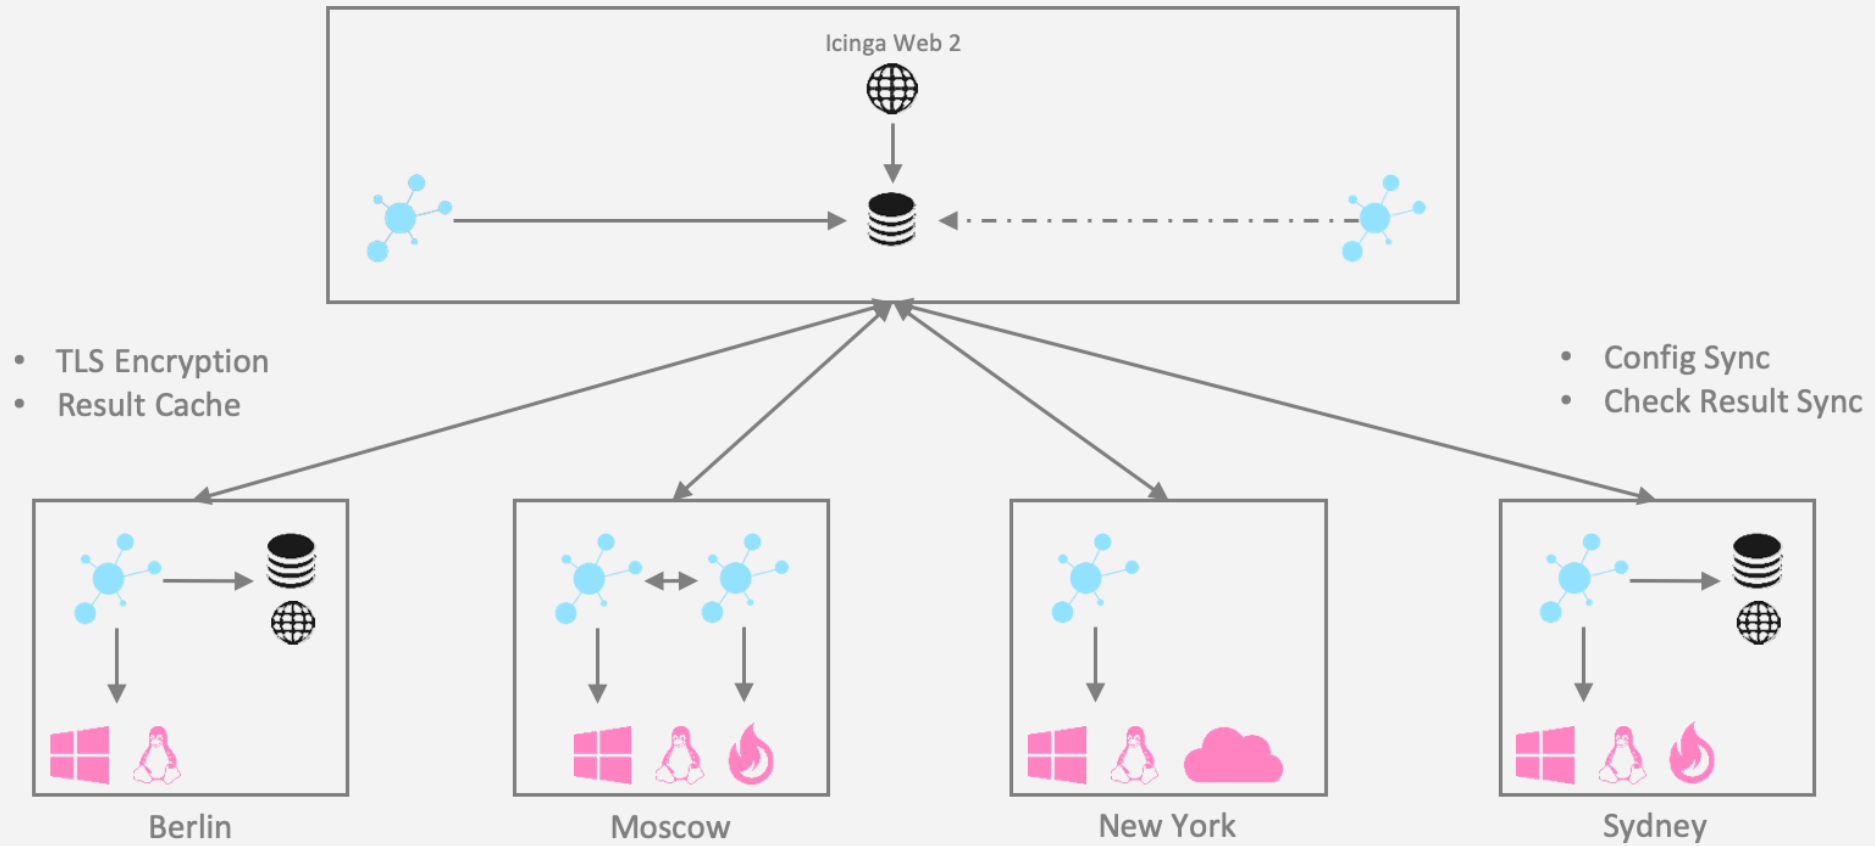 Icinga Web 2
• TLS Encryption
• Result Cache
• Config Sync
• Check Result Sync
Berlin
Moscow
New York
Sydney